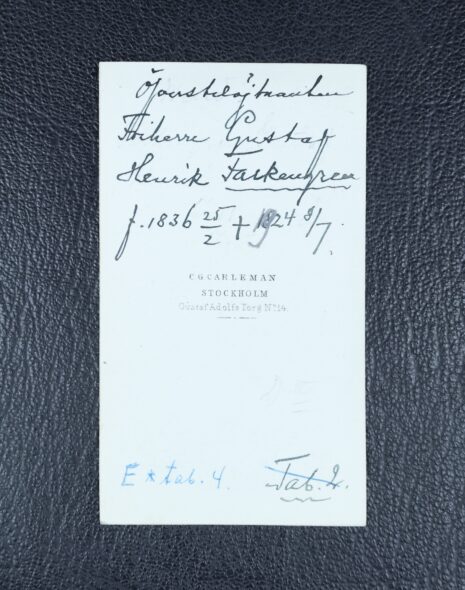 Öfverstelöjtnanten
Friherre Gustaf
Henrik Falkengren
f. 1836 25/2 + 1924 8/7.
C G CARLEMAN
STOCKHOLM
Gustaf Adolfs Torg Nº 14.
E * tab. 4.
Tab. 2.